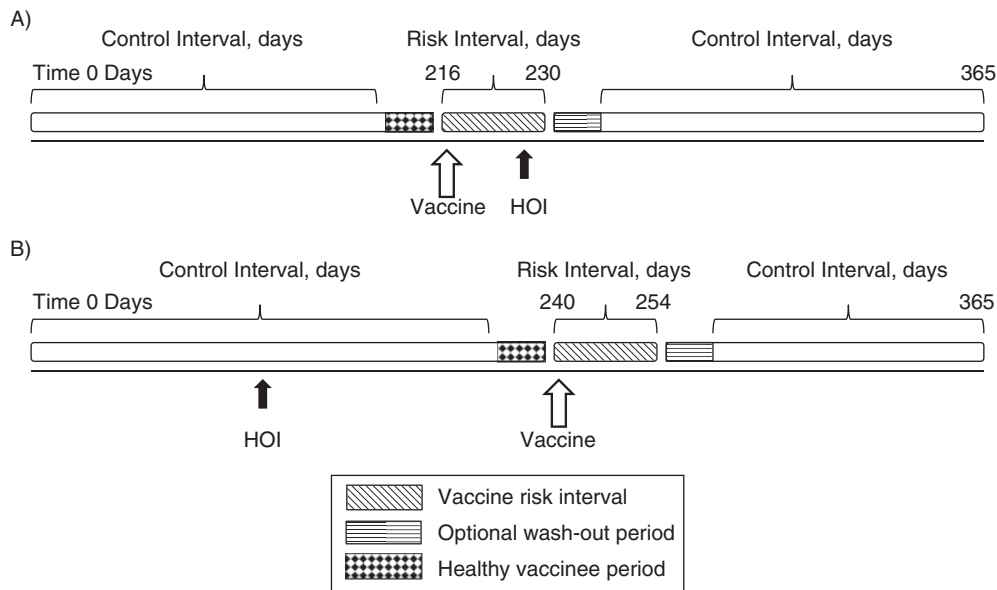 A)
Control Interval, days Risk Interval, days Control Interval, days
Time 0 Days 216 230 365
Vaccine HOI
B)
Control Interval, days Risk Interval, days Control Interval, days
Time 0 Days 240 254 365
HOI Vaccine
Vaccine risk interval
Optional wash-out period
Healthy vaccinee period